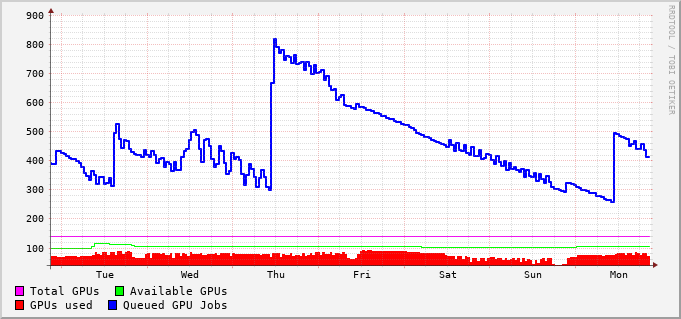 900
800
700
600
500
400
300
200
100
Tue Wed Thu Fri Sat Sun Mon
Total GPUs Available GPUs
GPUs used Queued GPU Jobs
RRDTOOL / TOBI OETIKER